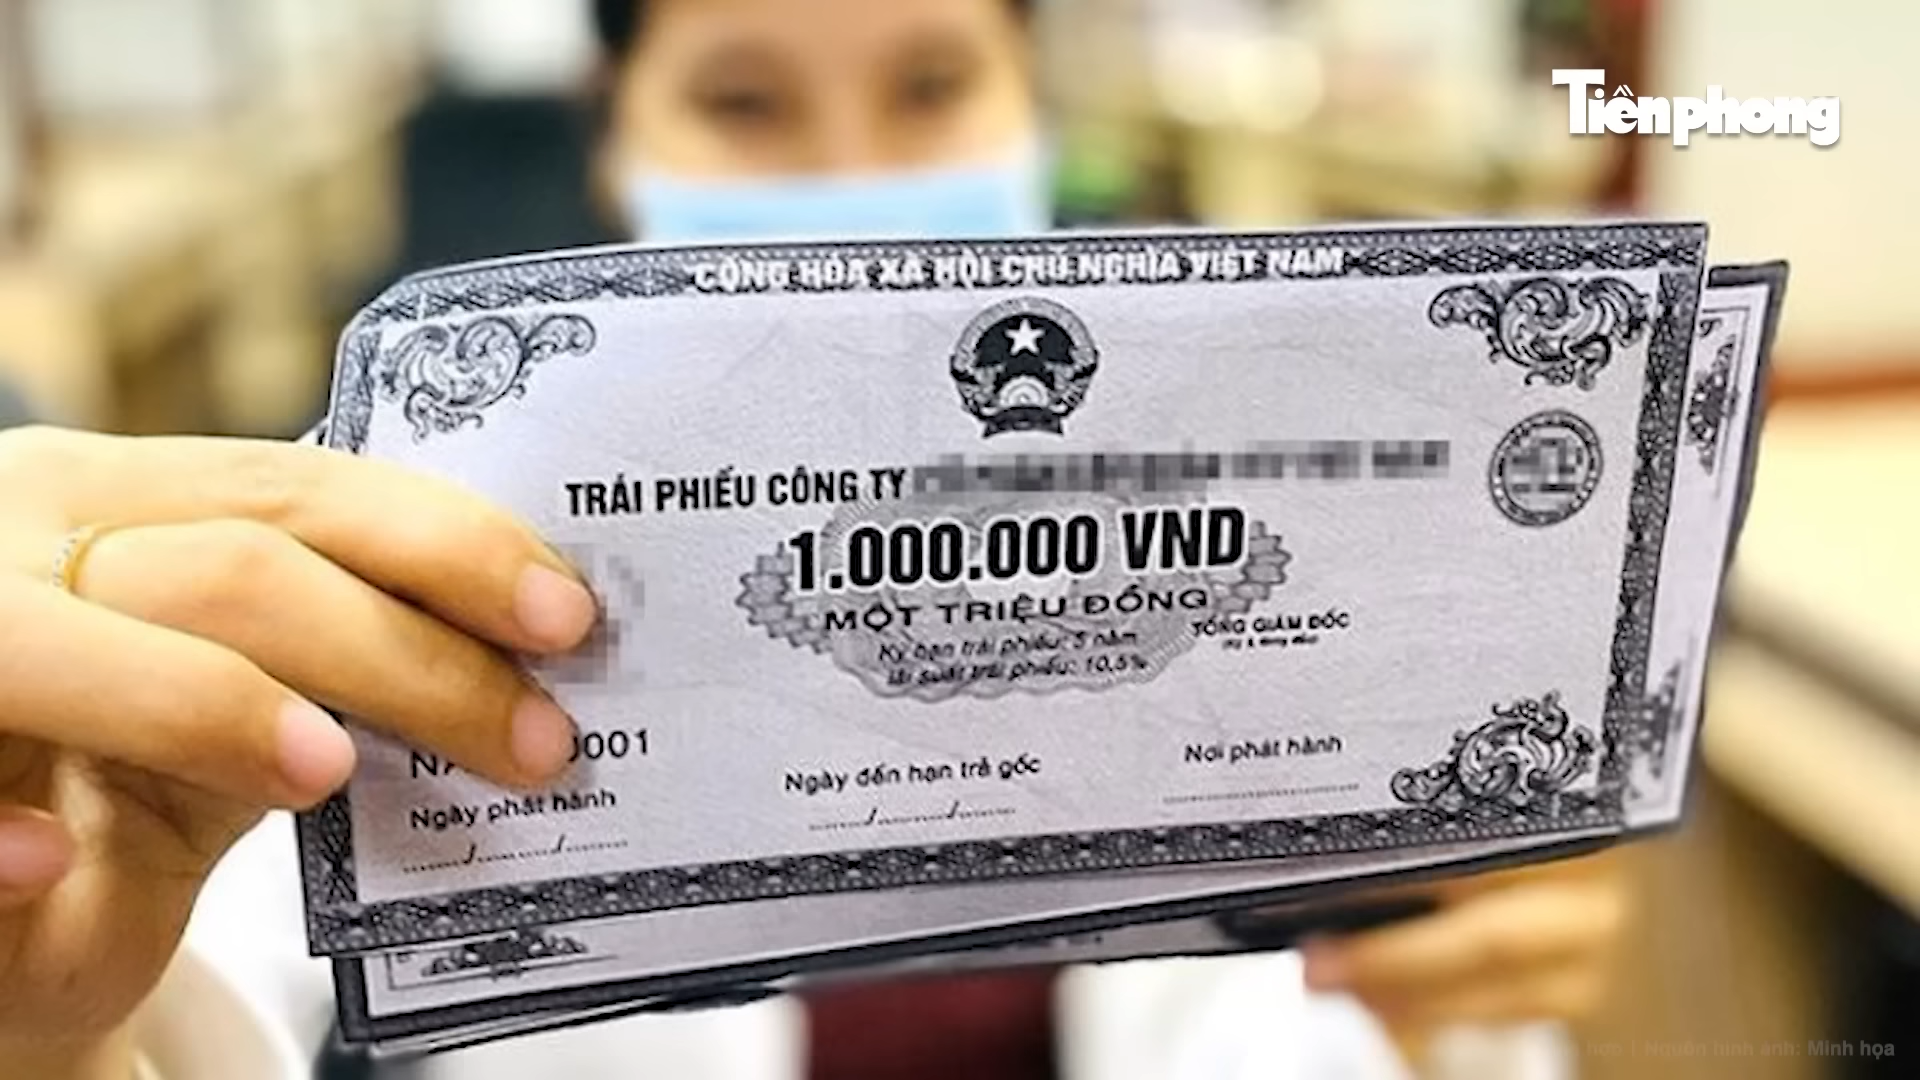 Tiềnphong
CỘNG HÒA XÃ HỘI CHỦ NGHĨA VIỆT NAM
TRÁI PHIẾU CÔNG TY
1.000.000 VND
MỘT TRIỆU ĐỒNG
Kỳ hạn trái phiếu: 5 năm
lãi suất trái phiếu: 10,5%
TỔNG GIÁM ĐỐC
001
Ngày phát hành
Ngày đến hạn trả gốc
Nơi phát hành
Nguồn hình ảnh: Minh họa